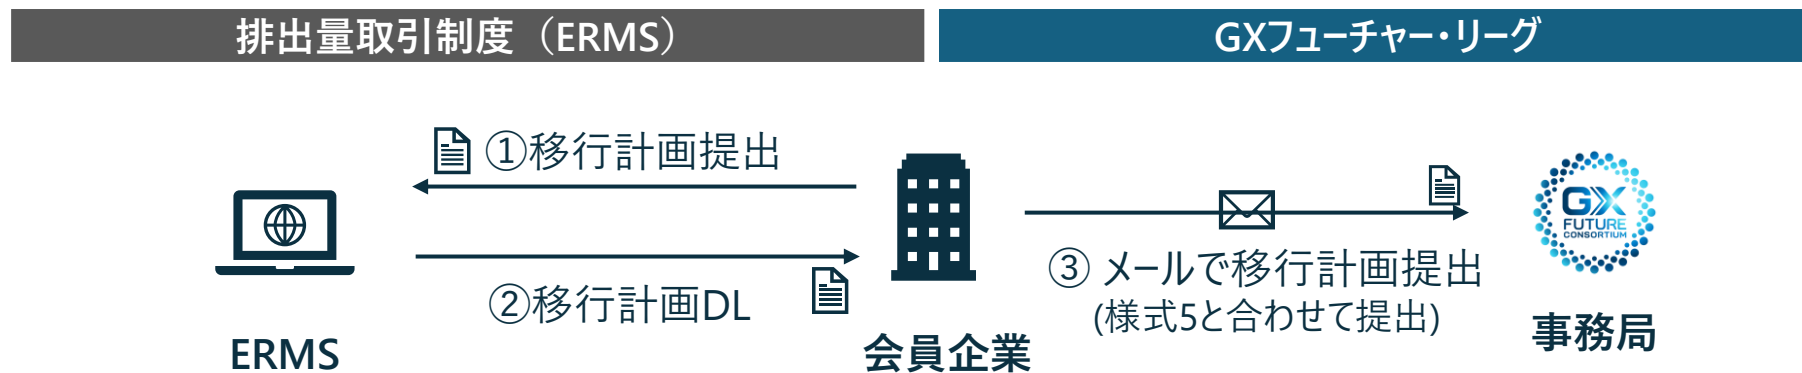 排出量取引制度（ERMS）
GXフューチャー・リーグ
①移行計画提出
②移行計画DL
③ メールで移行計画提出
(様式5と合わせて提出)
GX
FUTURE
CONSORTIUM
ERMS
会員企業
事務局